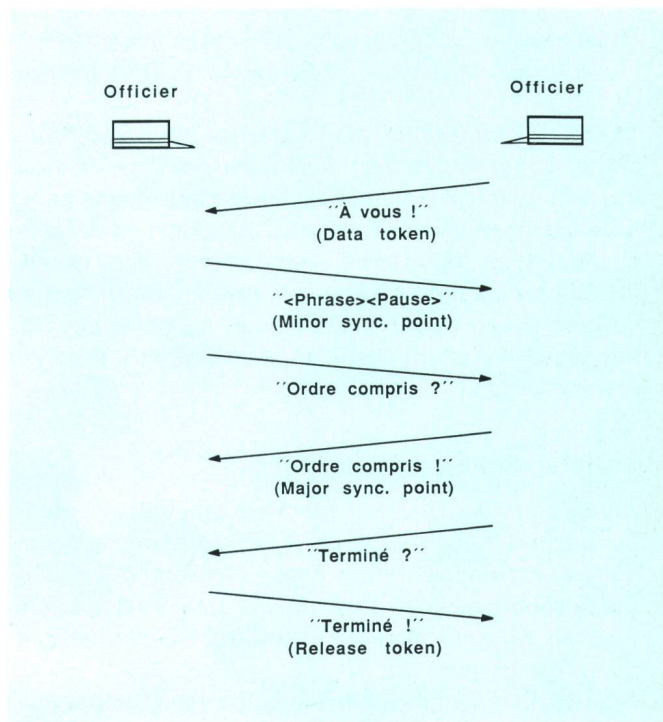 Officier
Officier
´´À vous !´´
(Data token)
´´<Phrase><Pause>´´
(Minor sync. point)
´´Ordre compris ?´´
´´Ordre compris !´´
(Major sync. point)
´´Terminé ?´´
´´Terminé !´´
(Release token)